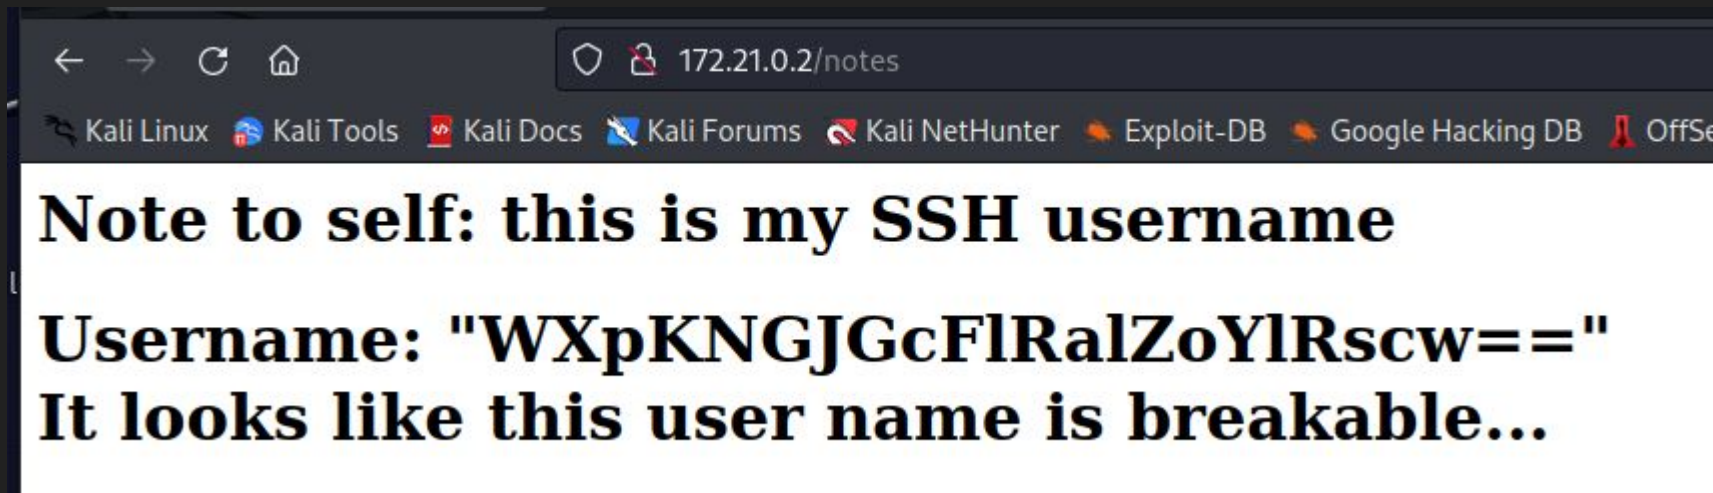 172.21.0.2/notes
Kali Linux Kali Tools Kali Docs Kali Forums Kali NetHunter Exploit-DB Google Hacking DB OffSe
Note to self: this is my SSH username
Username: "WXpKNGJGcFlRalZoYlRscw=="
It looks like this user name is breakable...